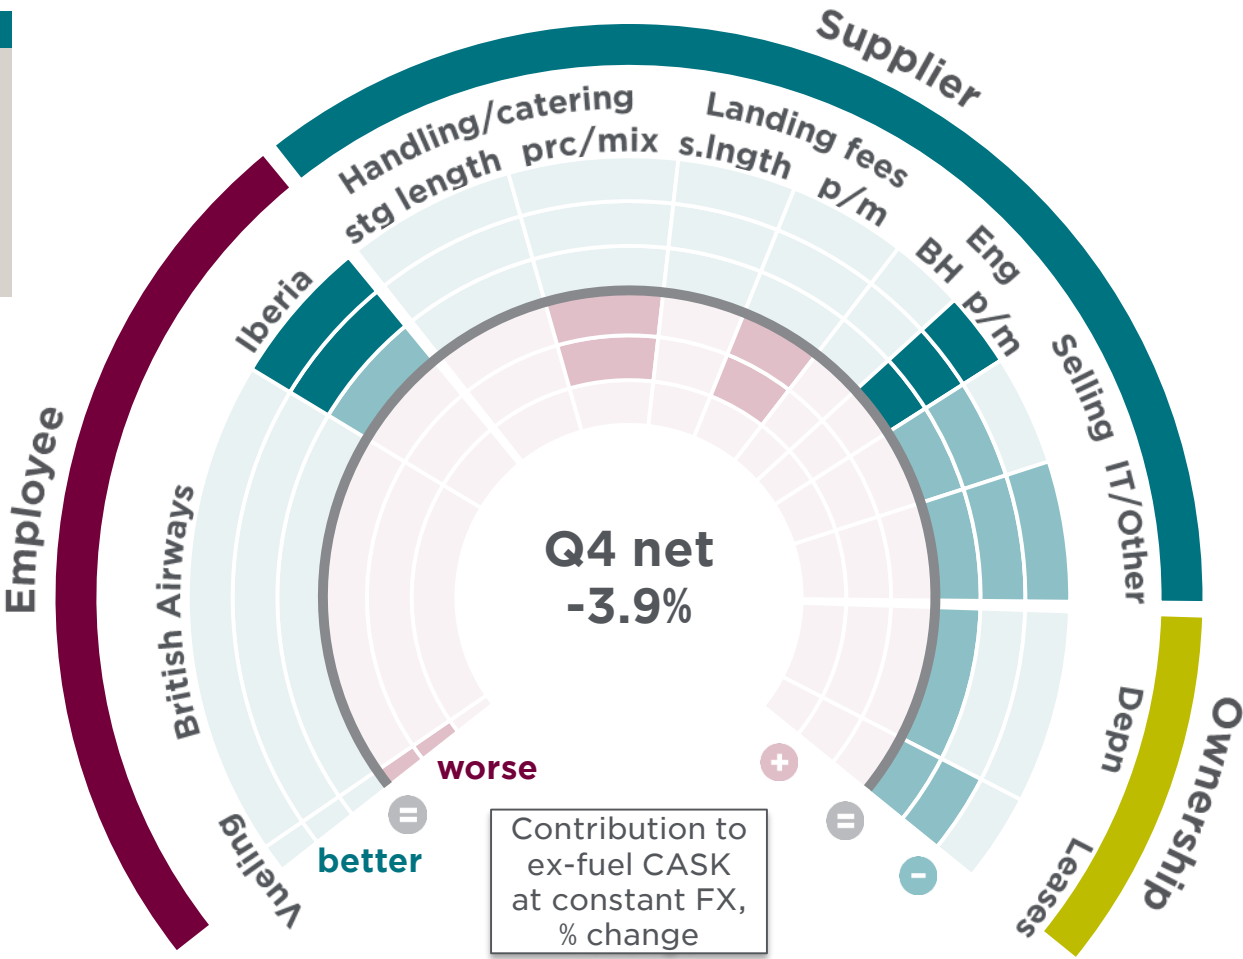 Supplier
Handling/catering
stg length
prc/mix
Landing fees
s.lngth
p/m
Eng
BH
p/m
Selling
IT/Other
Iberia
Employee
British Airways
Vueling
Q4 net
-3.9%
worse
better
=
+
=
-
Contribution to
ex-fuel CASK
at constant FX,
% change
Depn
Leases
Ownership